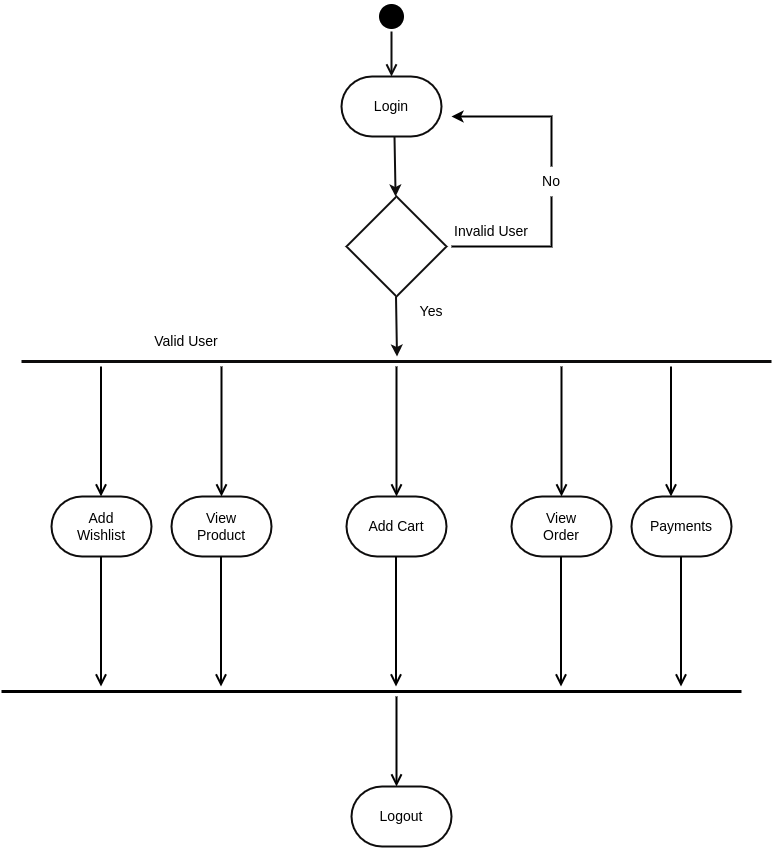 Login
No
Invalid User
Yes
Valid User
Add
Wishlist
View
Product
Add Cart
View
Order
Payments
Logout